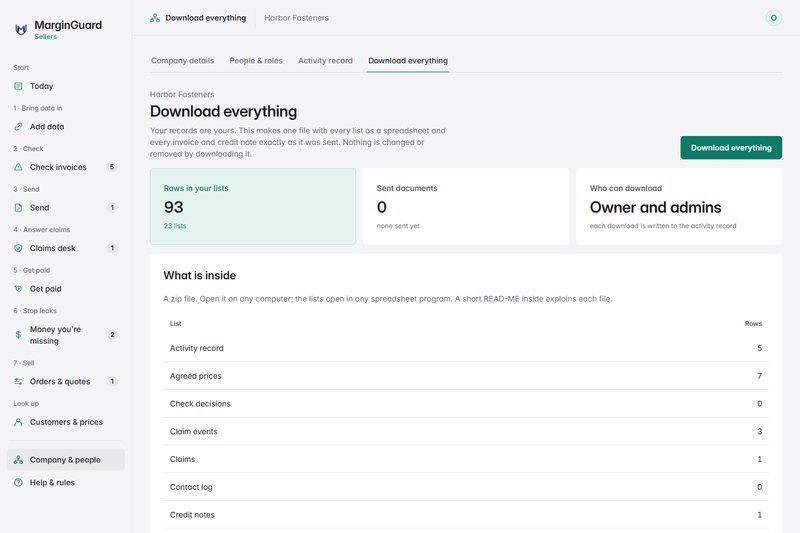 MarginGuard
Sellers
Start
Today
1 · Bring data in
Add data
2 · Check
Check invoices 5
3 · Send
Send 1
4 · Answer claims
Claims desk 1
5 · Get paid
Get paid
6 · Stop leaks
Money you're
missing 2
7 · Sell
Orders & quotes 1
Look up
Customers & prices
Company & people
Help & rules
Download everything Harbor Fasteners O
Company details People & roles Activity record Download everything
Harbor Fasteners
Download everything
Your records are yours. This makes one file with every list as a spreadsheet and
every invoice and credit note exactly as it was sent. Nothing is changed or
removed by downloading it.
Download everything
Rows in your lists
93
23 lists
Sent documents
0
none sent yet
Who can download
Owner and admins
each download is written to the activity record
What is inside
A zip file. Open it on any computer; the lists open in any spreadsheet program. A short READ-ME inside explains each file.
List Rows
Activity record 5
Agreed prices 7
Check decisions 0
Claim events 3
Claims 1
Contact log 0
Credit notes 1